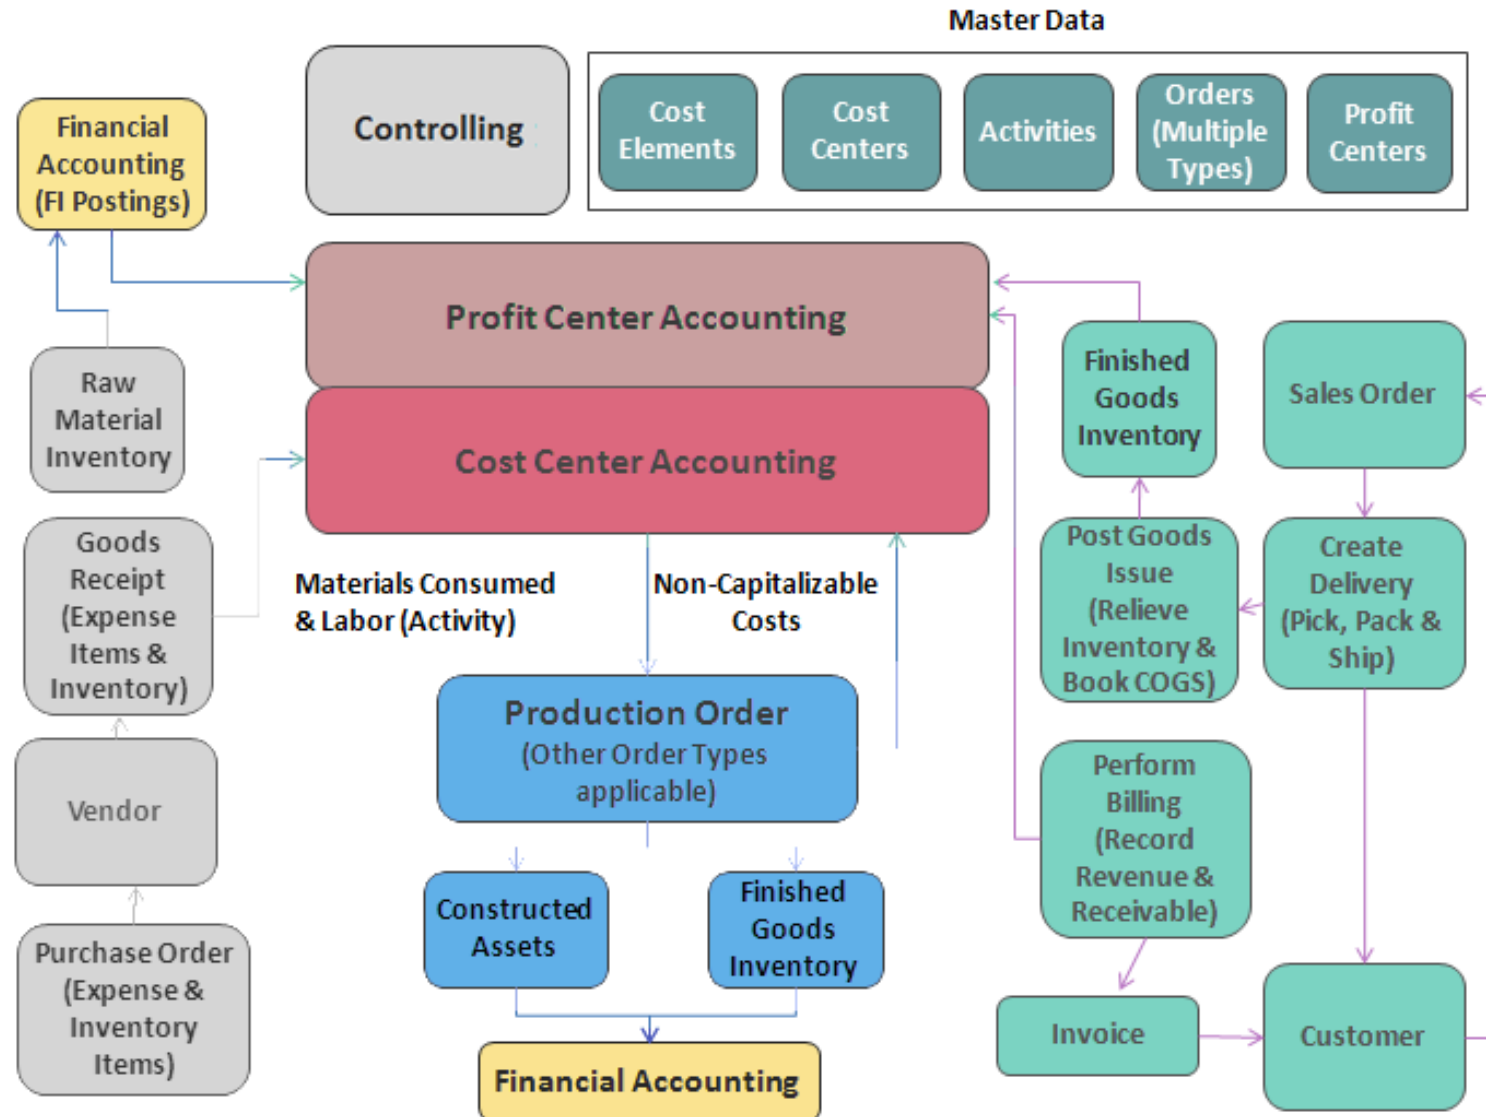 Master Data
Controlling
Cost
Elements
Cost
Centers
Activities
Orders
(Multiple
Types)
Profit
Centers
Financial
Accounting
(FI Postings)
Profit Center Accounting
Cost Center Accounting
Raw
Material
Inventory
Goods
Receipt
(Expense
Items &
Inventory)
Vendor
Purchase Order
(Expense &
Inventory
Items)
Materials Consumed
& Labor (Activity)
Non-Capitalizable
Costs
Production Order
(Other Order Types
applicable)
Constructed
Assets
Finished
Goods
Inventory
Financial Accounting
Finished
Goods
Inventory
Sales Order
Post Goods
Issue
(Relieve
Inventory &
Book COGS)
Create
Delivery
(Pick, Pack &
Ship)
Perform
Billing
(Record
Revenue &
Receivable)
Invoice
Customer